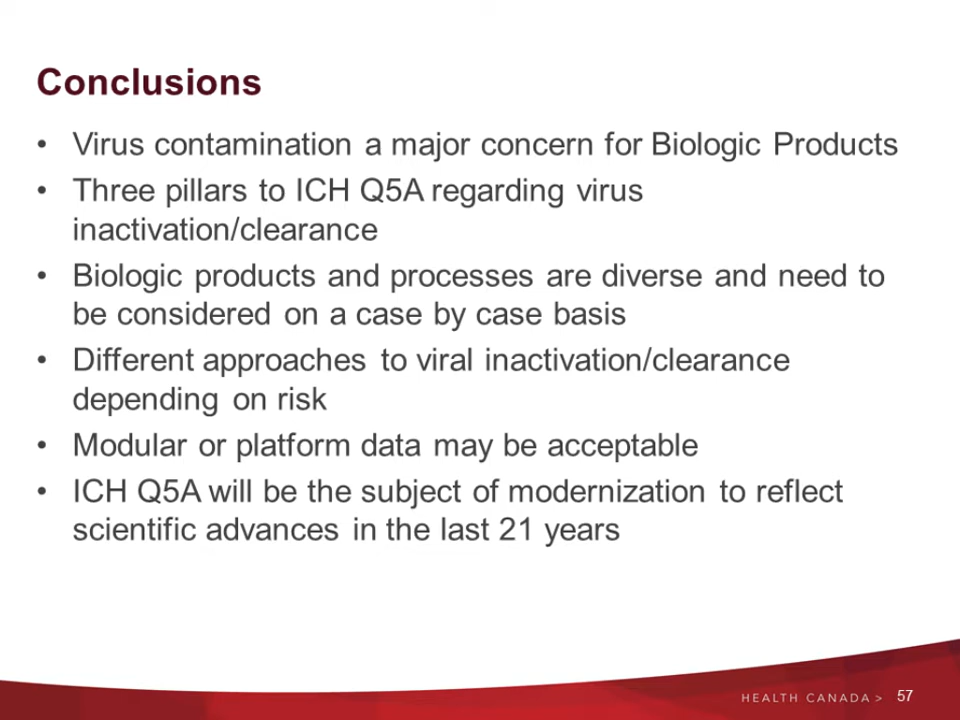 Conclusions
• Virus contamination a major concern for Biologic Products
• Three pillars to ICH Q5A regarding virus
inactivation/clearance
• Biologic products and processes are diverse and need to
be considered on a case by case basis
• Different approaches to viral inactivation/clearance
depending on risk
• Modular or platform data may be acceptable
• ICH Q5A will be the subject of modernization to reflect
scientific advances in the last 21 years
HEALTH CANADA > 57